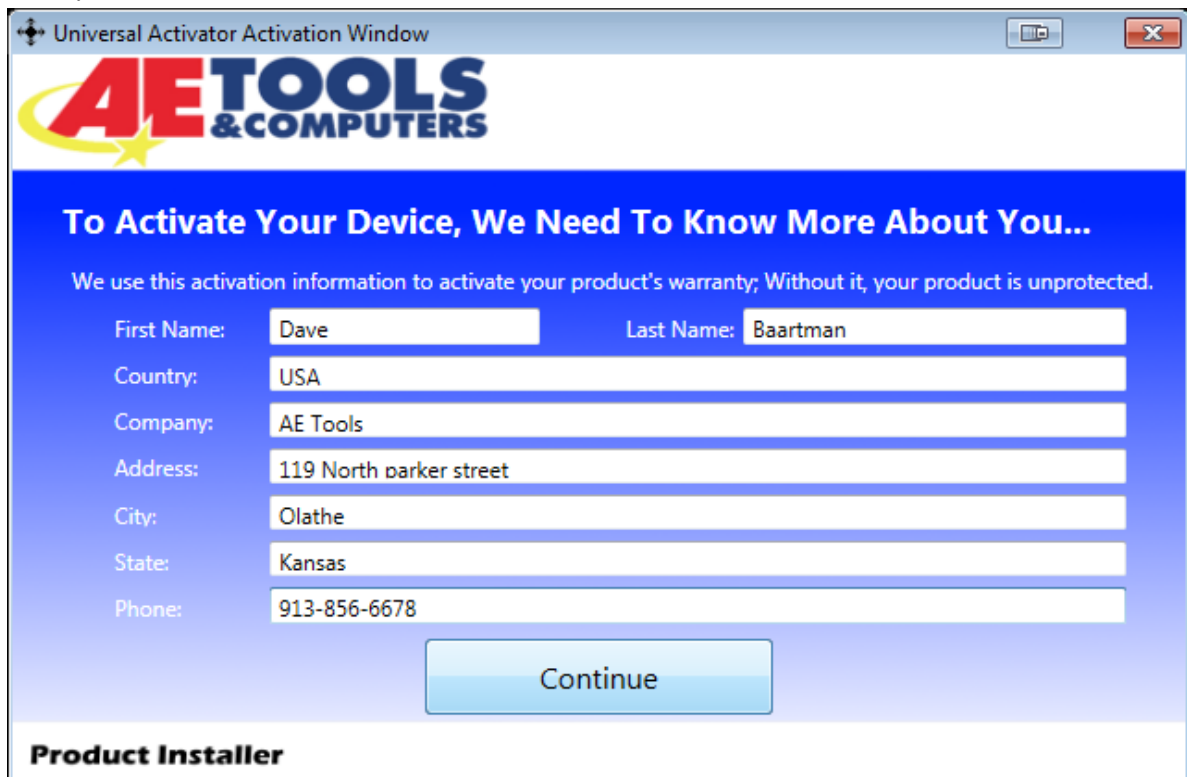 Universal Activator Activation Window
AE TOOLS
&COMPUTERS
To Activate Your Device, We Need To Know More About You...
We use this activation information to activate your product's warranty; Without it, your product is unprotected.
First Name: Dave Last Name: Baartman
Country: USA
Company: AE Tools
Address: 119 North parker street
City: Olathe
State: Kansas
Phone: 913-856-6678
Continue
Product Installer